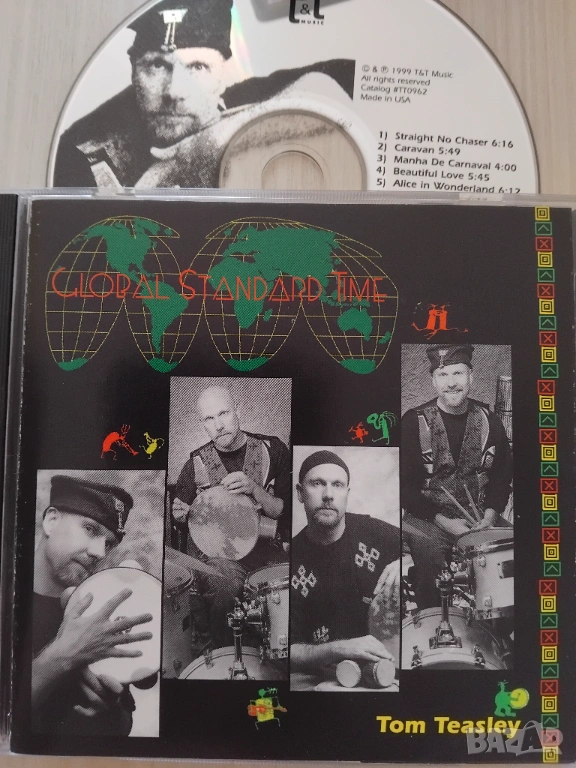 T&T
MUSIC
© & ℗ 1999 T&T Music
All rights reserved
Catalog #TT0962
Made in USA
1) Straight No Chaser 6:16
2) Caravan 5:49
3) Manha De Carnaval 4:00
4) Beautiful Love 5:45
5) Alice in Wonderland 6:12
GLOBAL STANDARD TIME
Tom Teasley
BAZAR